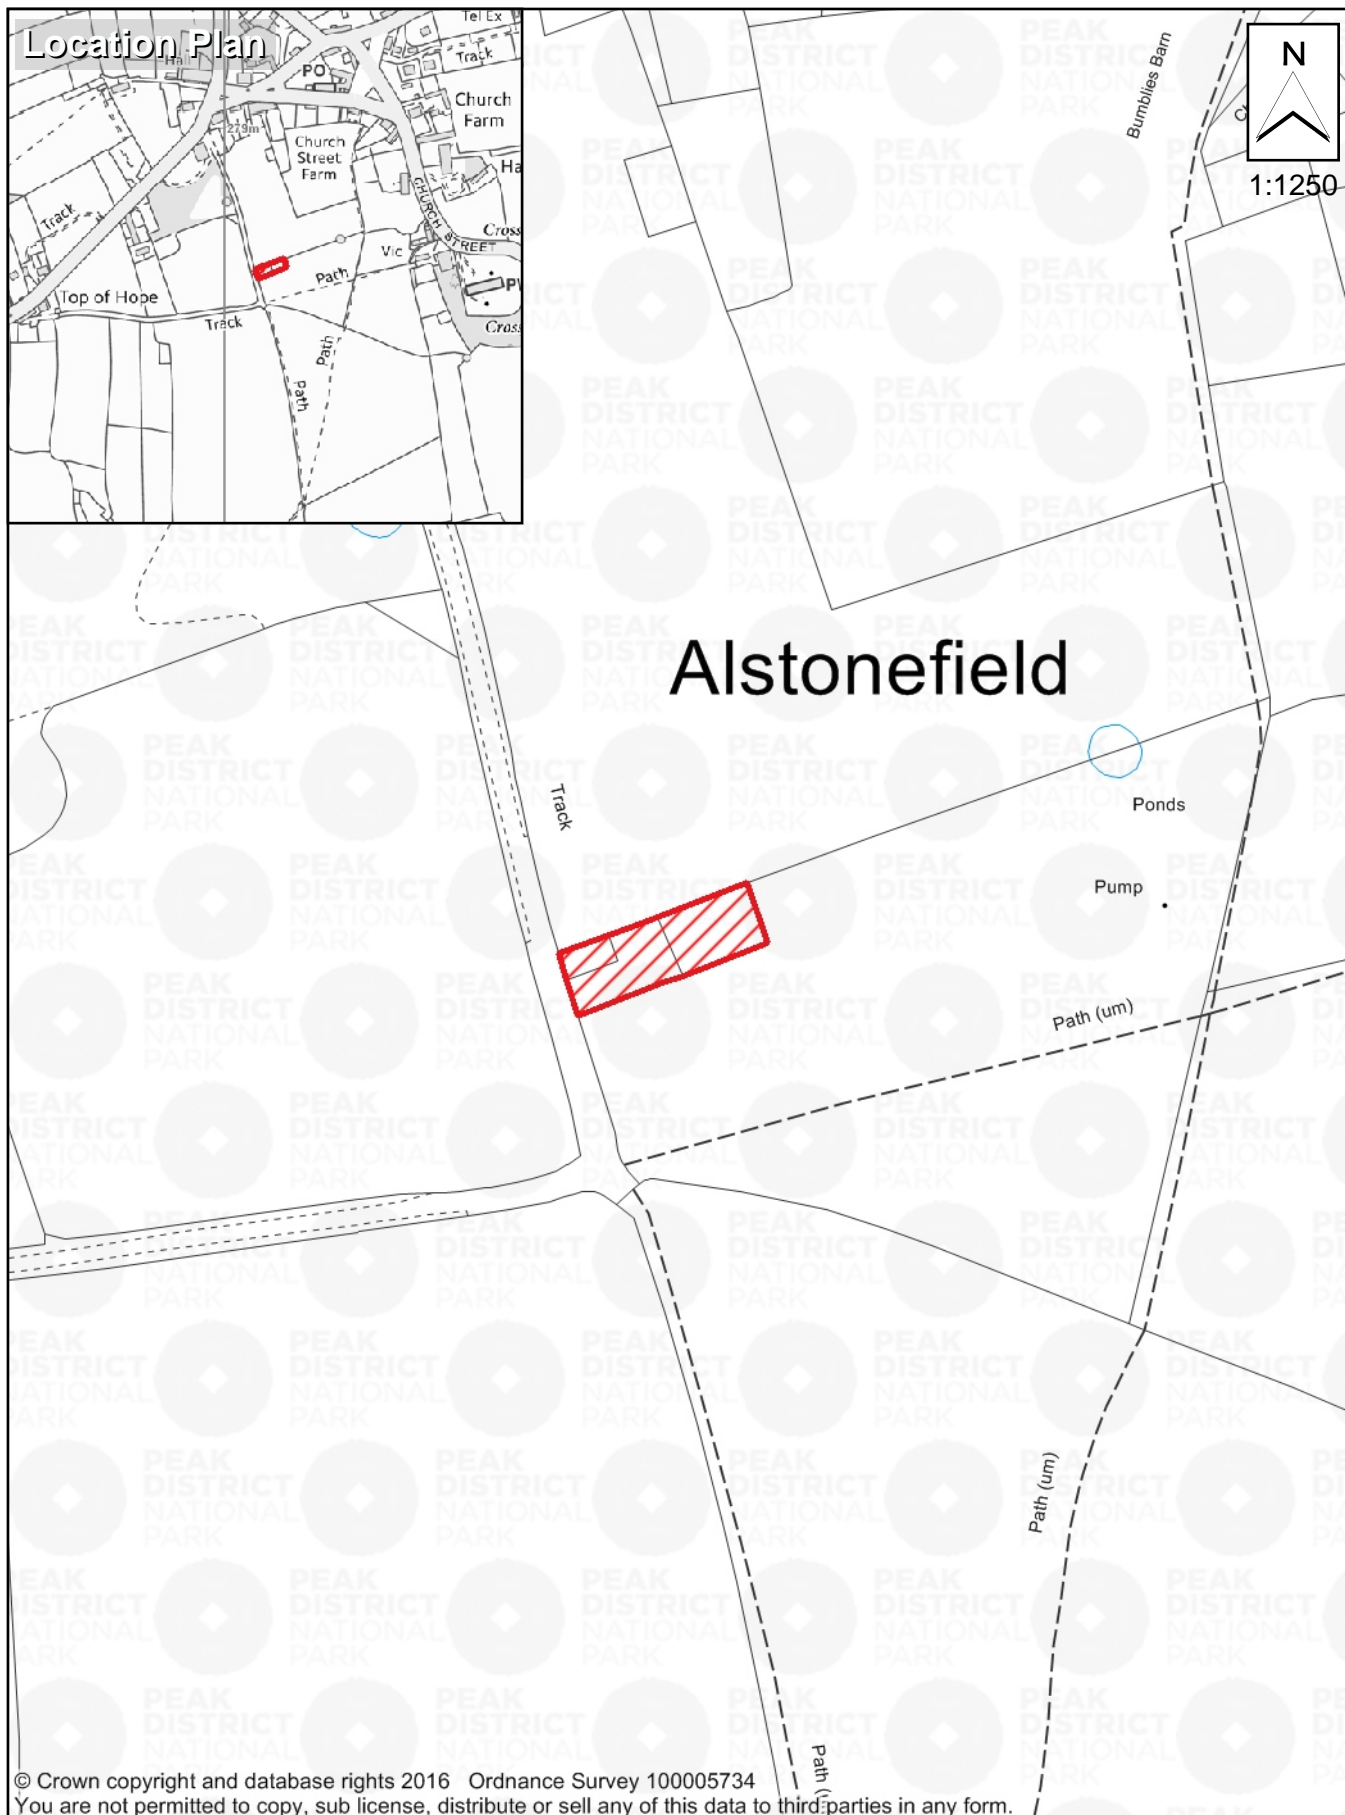 Location Plan
Tel Ex
Track
Hall
PO
Church
Farm
279m
Church
Street
Farm
CHURCH STREET
Track
Cross
Vic
Path
Top of Hope
Track
Cross
Path
Path
N
1:1250
Bumblies Barn
Alstonefield
Track
Ponds
Pump
Path (um)
Path (um)
Path
PEAK
DISTRICT
NATIONAL
PARK
© Crown copyright and database rights 2016 Ordnance Survey 100005734
You are not permitted to copy, sub license, distribute or sell any of this data to third parties in any form.